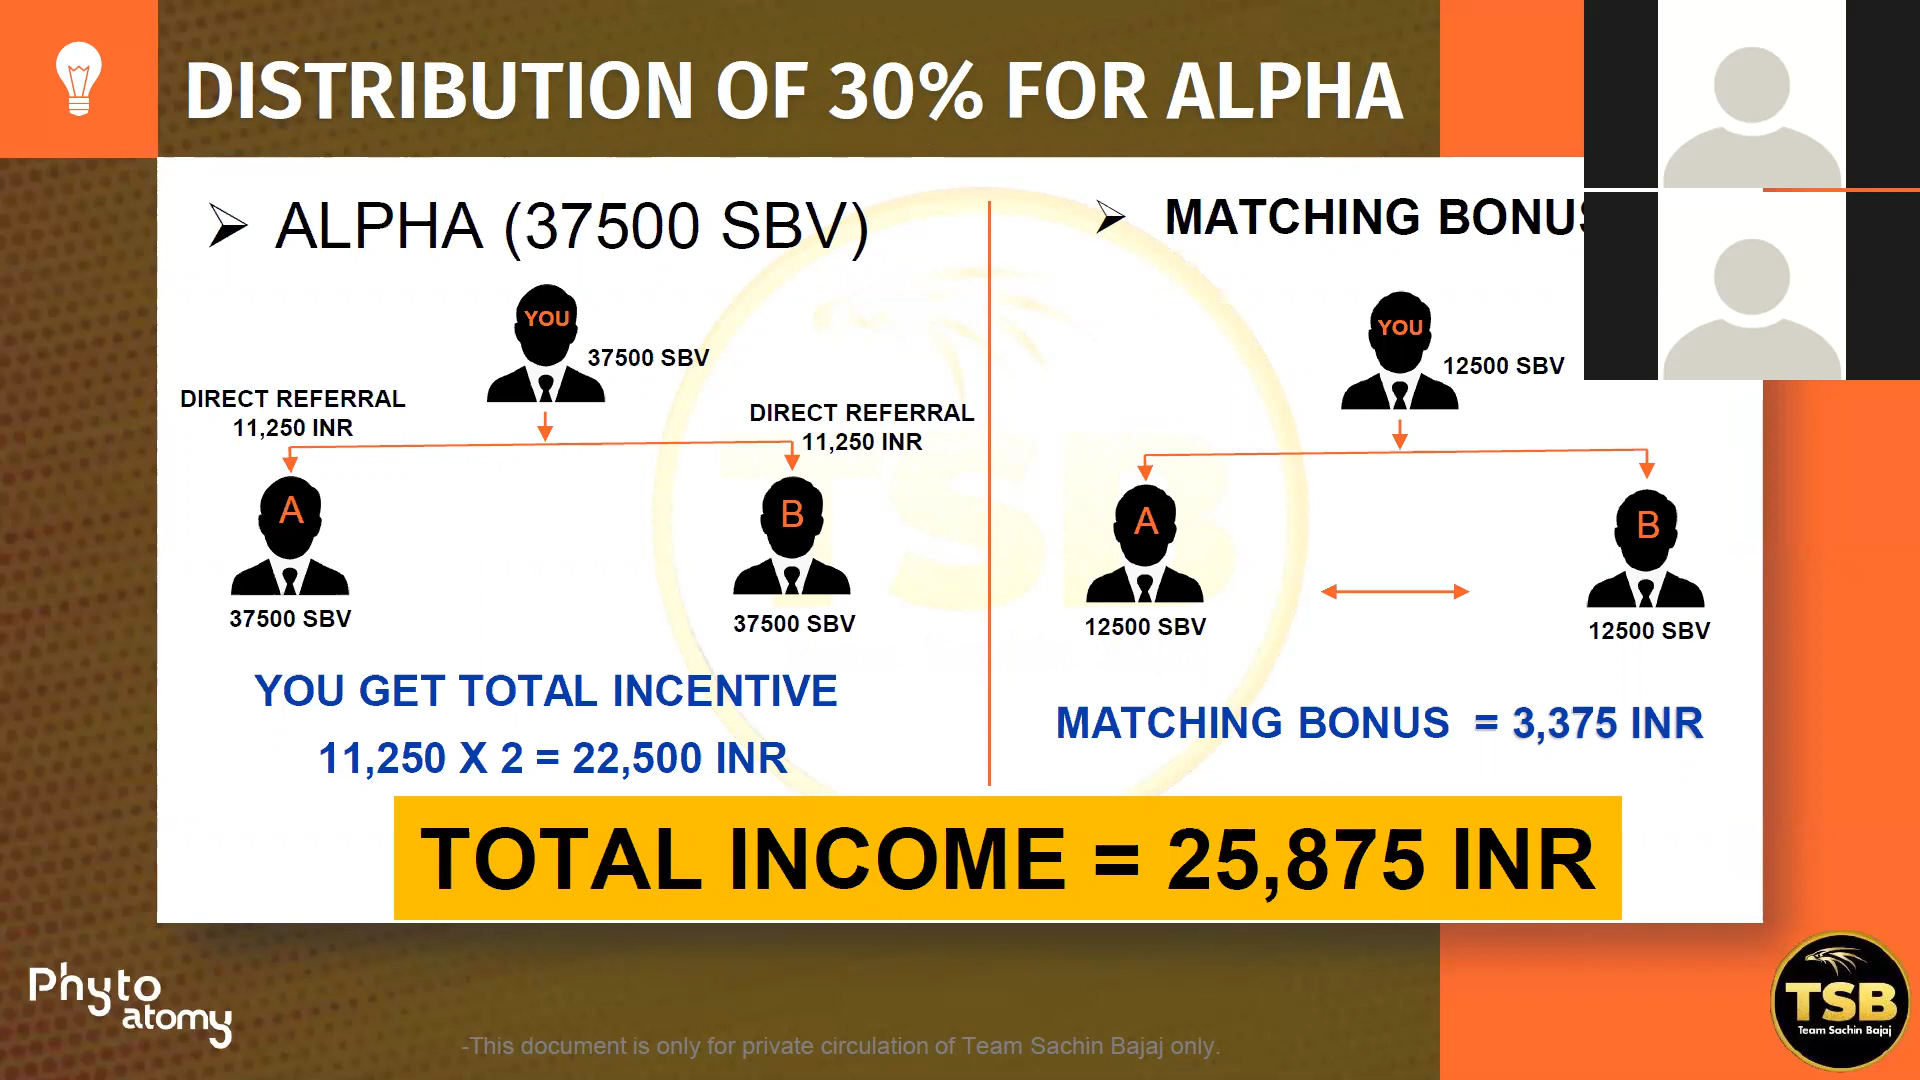 DISTRIBUTION OF 30% FOR ALPHA
ALPHA (37500 SBV)
YOU
37500 SBV
DIRECT REFERRAL
11,250 INR
DIRECT REFERRAL
11,250 INR
A
B
37500 SBV
37500 SBV
YOU GET TOTAL INCENTIVE
11,250 X 2 = 22,500 INR
MATCHING BONUS
YOU
12500 SBV
A
B
12500 SBV
12500 SBV
MATCHING BONUS = 3,375 INR
TSB
TOTAL INCOME = 25,875 INR
Phyto
atomy
-This document is only for private circulation of Team Sachin Bajaj only.
TSB
Team Sachin Bajaj